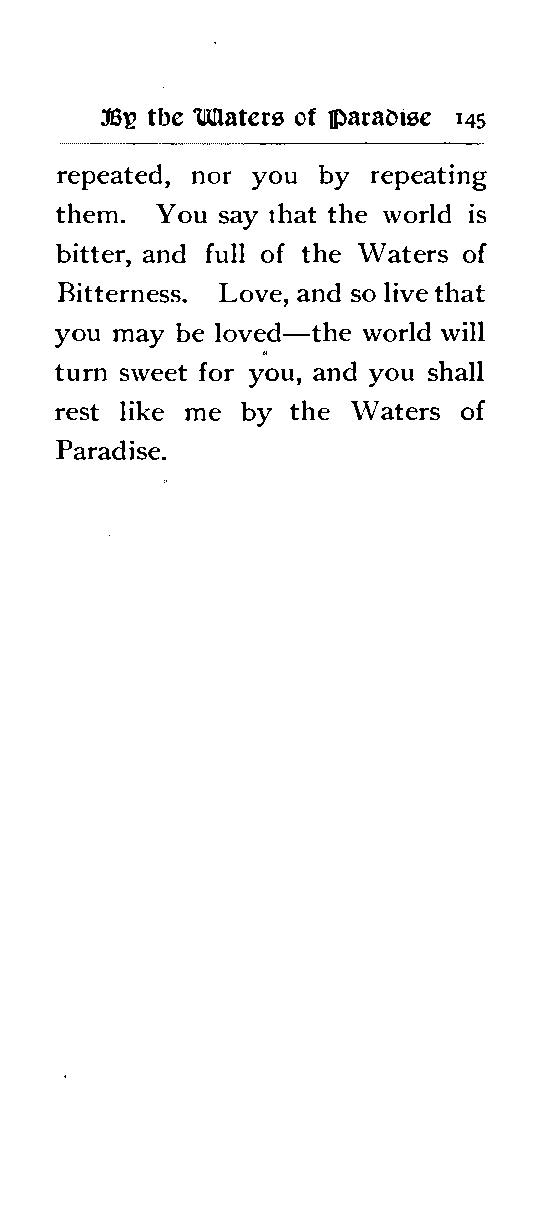 By the Waters of Paradise 145
repeated, nor you by repeating
them. You say that the world is
bitter, and full of the Waters of
Bitterness. Love, and so live that
you may be loved—the world will
turn sweet for you, and you shall
rest like me by the Waters of
Paradise.